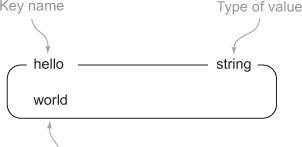 Key name
Type of value
hello
string
world